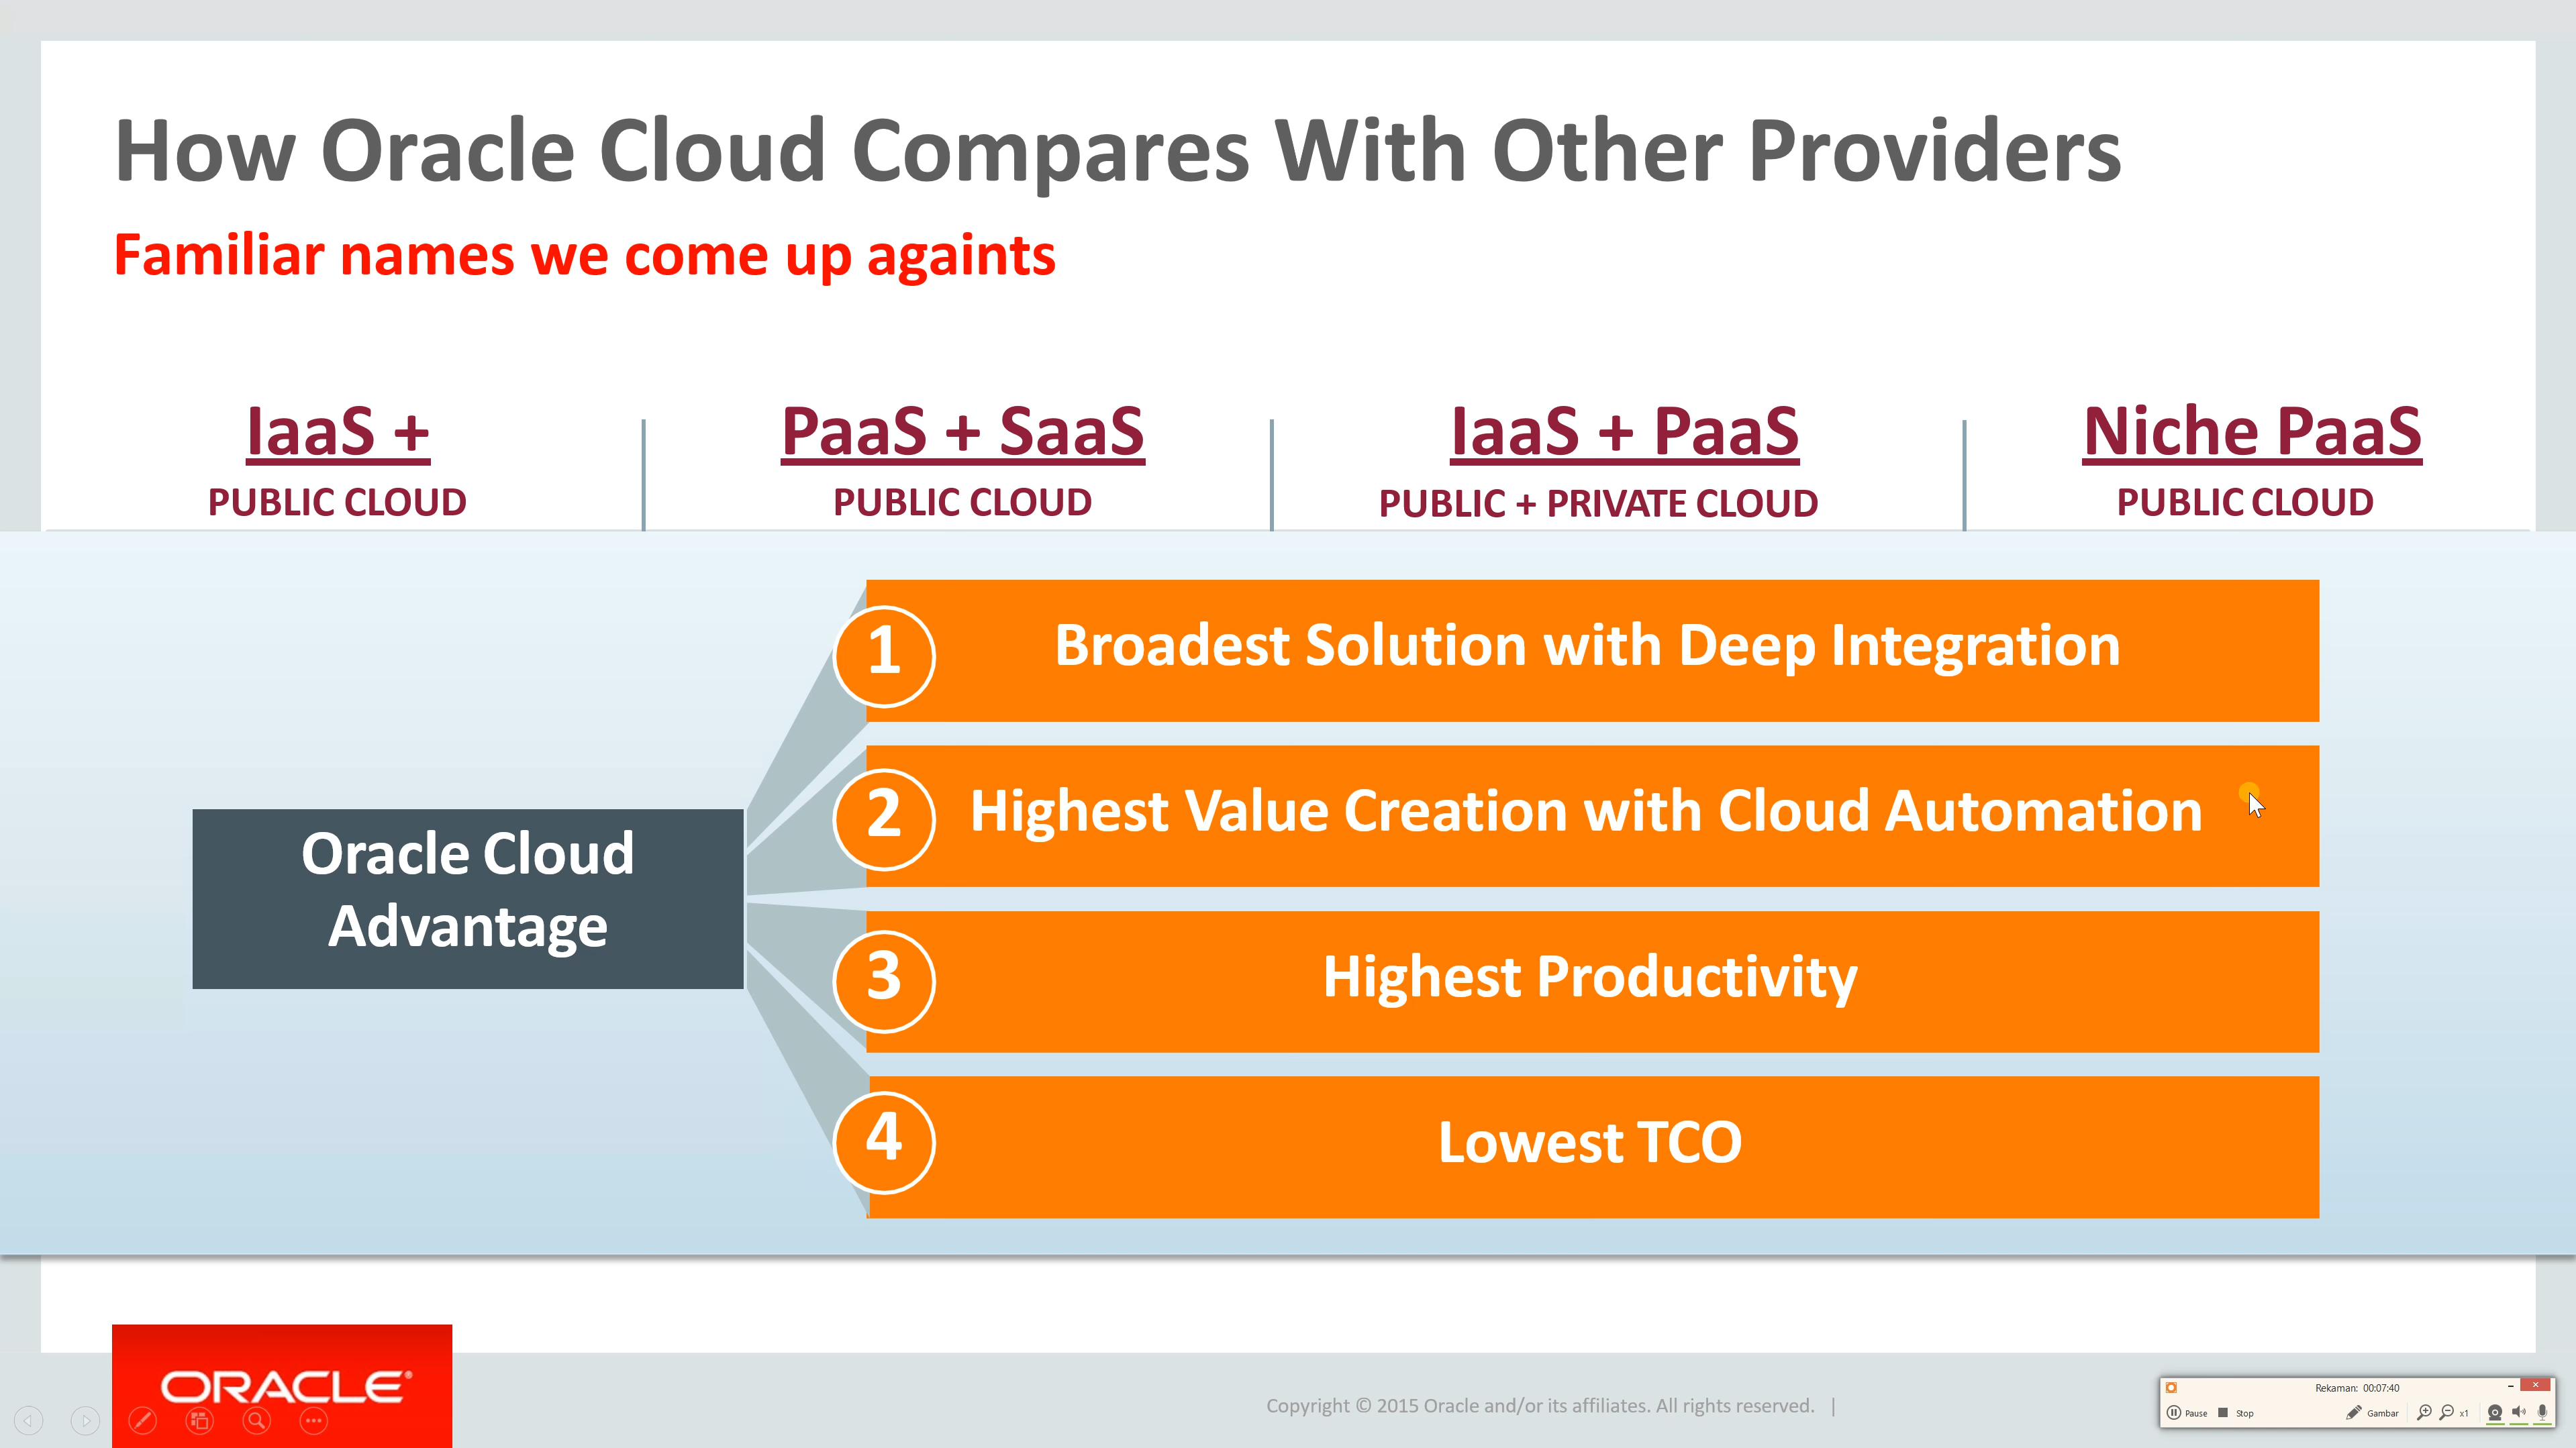 How Oracle Cloud Compares With Other Providers
Familiar names we come up againts
IaaS +
PUBLIC CLOUD
PaaS + SaaS
PUBLIC CLOUD
IaaS + PaaS
PUBLIC + PRIVATE CLOUD
Niche PaaS
PUBLIC CLOUD
Oracle Cloud
Advantage
1 Broadest Solution with Deep Integration
2 Highest Value Creation with Cloud Automation
3 Highest Productivity
4 Lowest TCO
ORACLE®
Copyright © 2015 Oracle and/or its affiliates. All rights reserved. |
Rekaman: 00:07:40
Pause Stop Gambar x1